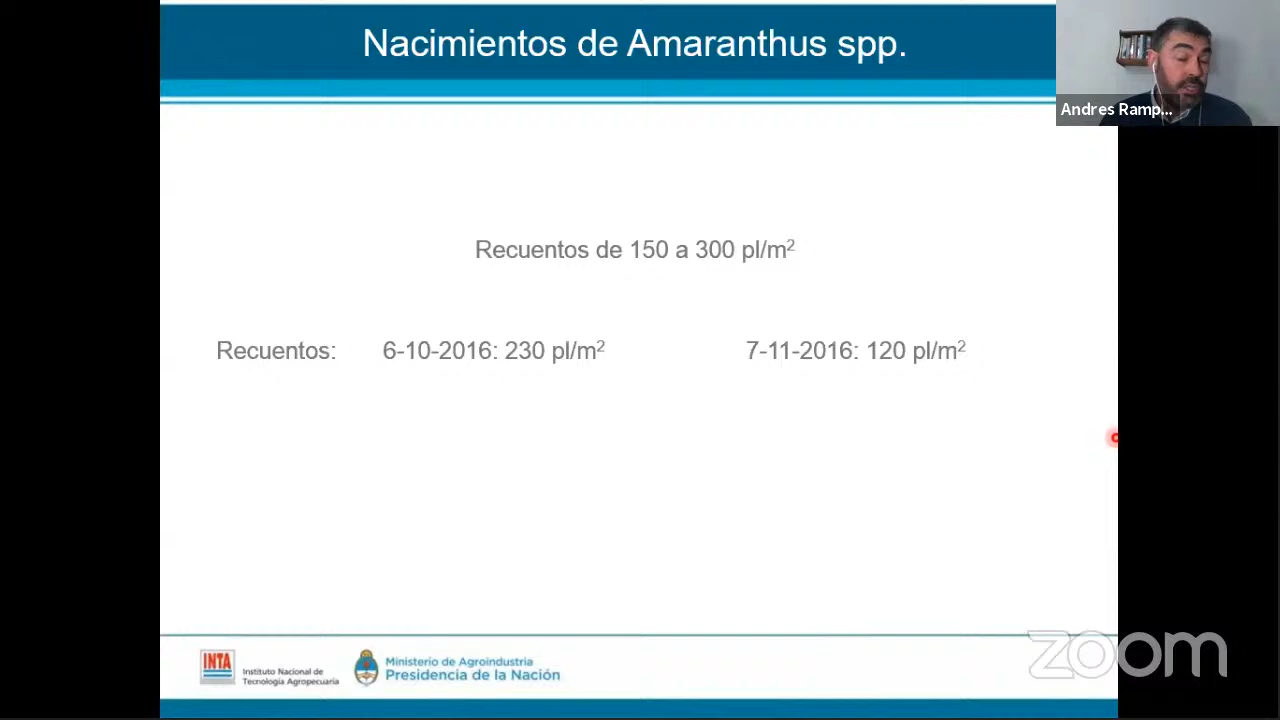 Nacimientos de Amaranthus spp.
Andres Ramp...
Recuentos de 150 a 300 pl/m²
Recuentos: 6-10-2016: 230 pl/m² 7-11-2016: 120 pl/m²
INTA
Instituto Nacional de
Tecnología Agropecuaria
Ministerio de Agroindustria
Presidencia de la Nación
zoom